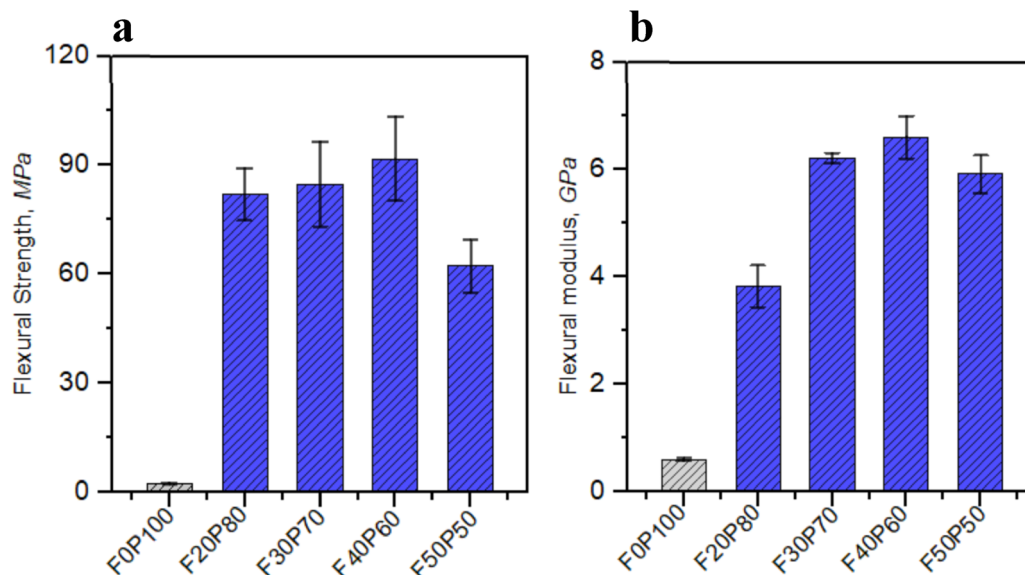 a
Flexural Strength, MPa
120
90
60
30
0
F0P100
F20P80
F30P70
F40P60
F50P50
b
Flexural modulus, GPa
8
6
4
2
0
F0P100
F20P80
F30P70
F40P60
F50P50